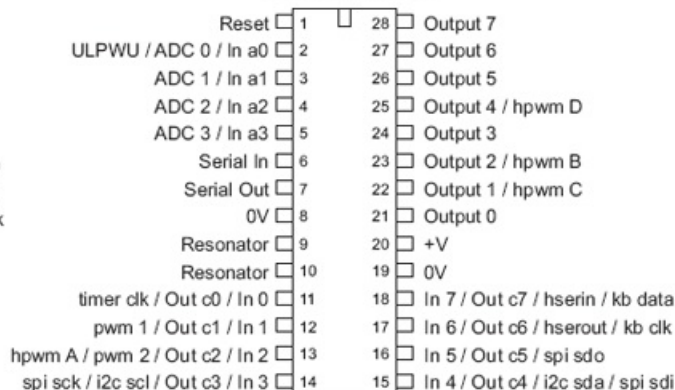 Reset 1 28 Output 7
ULPWU / ADC 0 / In a0 2 27 Output 6
ADC 1 / In a1 3 26 Output 5
ADC 2 / In a2 4 25 Output 4 / hpwm D
ADC 3 / In a3 5 24 Output 3
Serial In 6 23 Output 2 / hpwm B
Serial Out 7 22 Output 1 / hpwm C
0V 8 21 Output 0
Resonator 9 20 +V
Resonator 10 19 0V
timer clk / Out c0 / In 0 11 18 In 7 / Out c7 / hserin / kb data
pwm 1 / Out c1 / In 1 12 17 In 6 / Out c6 / hserout / kb clk
hpwm A / pwm 2 / Out c2 / In 2 13 16 In 5 / Out c5 / spi sdo
spi sck / i2c scl / Out c3 / In 3 14 15 In 4 / Out c4 / i2c sda / spi sdi